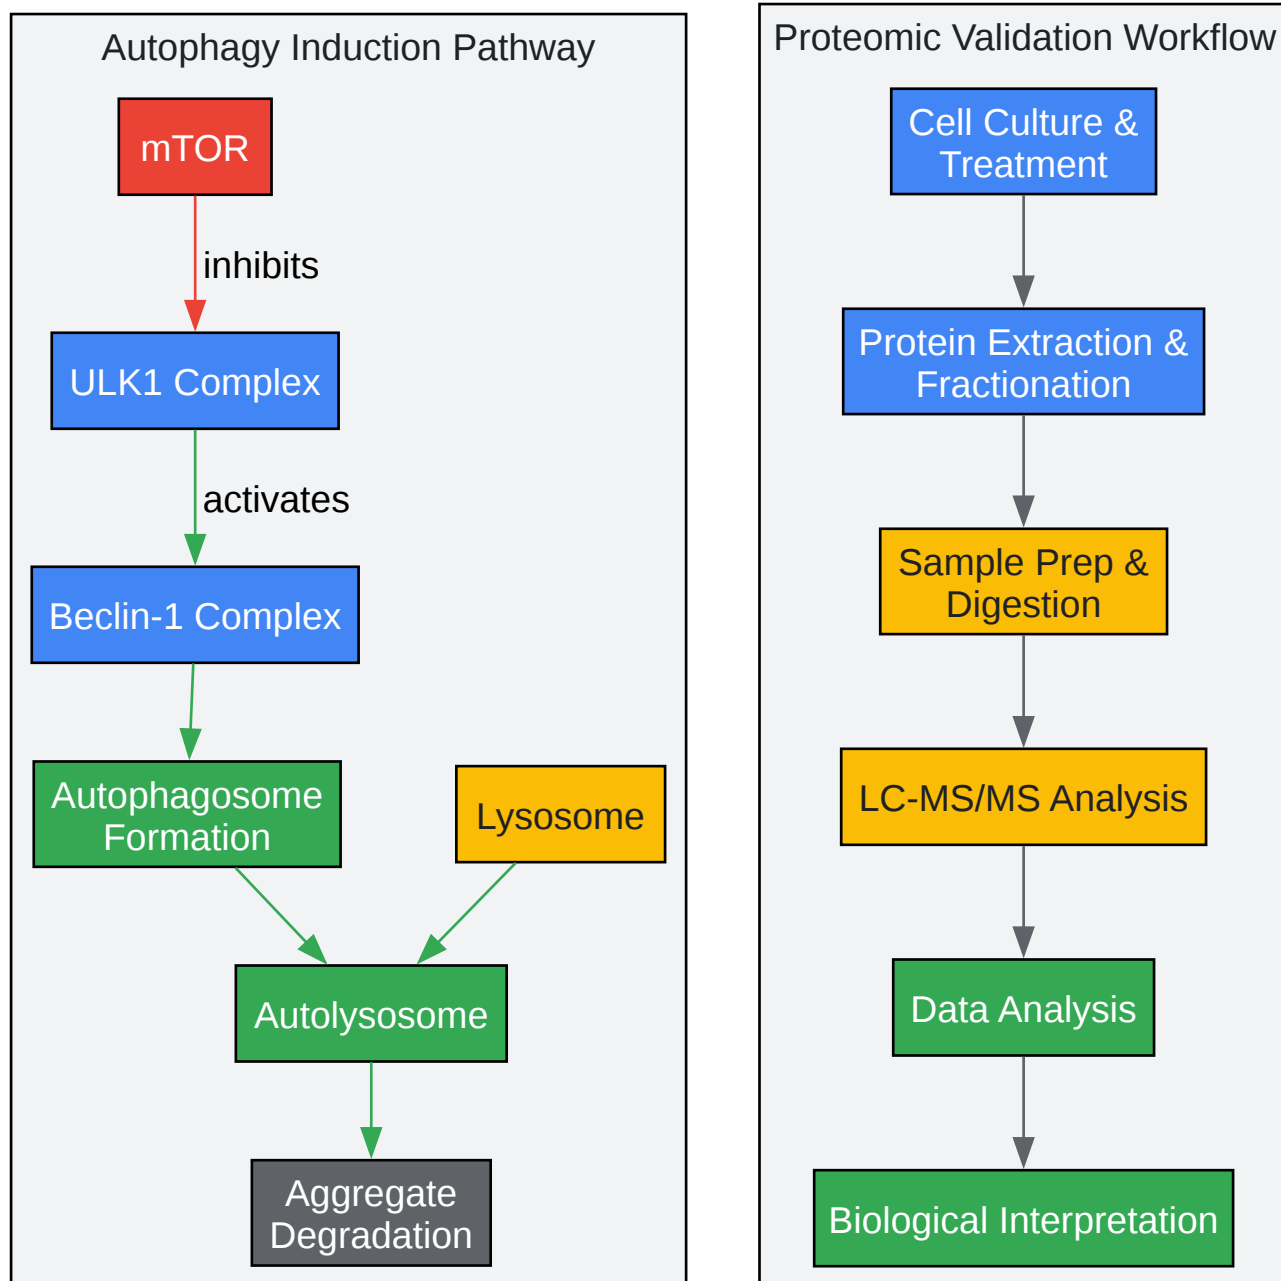 Autophagy Induction Pathway
mTOR
inhibits
ULK1 Complex
activates
Beclin-1 Complex
Autophagosome
Formation
Lysosome
Autolysosome
Aggregate
Degradation
Proteomic Validation Workflow
Cell Culture &
Treatment
Protein Extraction &
Fractionation
Sample Prep &
Digestion
LC-MS/MS Analysis
Data Analysis
Biological Interpretation